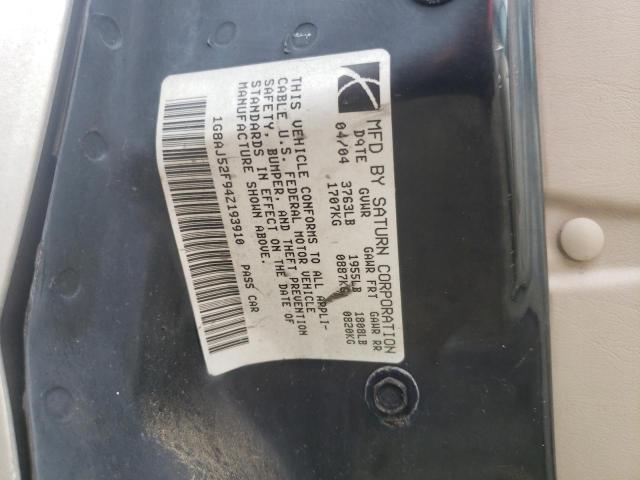 MFD BY SATURN CORPORATION
DATE GVWR GAWR FRT GAWR RR
04/04 3763LB 1955LB 1808LB
1707KG 0887KG 0820KG
THIS VEHICLE CONFORMS TO ALL APPLI-
CABLE U.S. FEDERAL MOTOR VEHICLE
SAFETY, BUMPER, AND THEFT PREVENTION
STANDARDS IN EFFECT ON THE DATE OF
MANUFACTURE SHOWN ABOVE.
1G8AJ52F94Z193910 PASS CAR